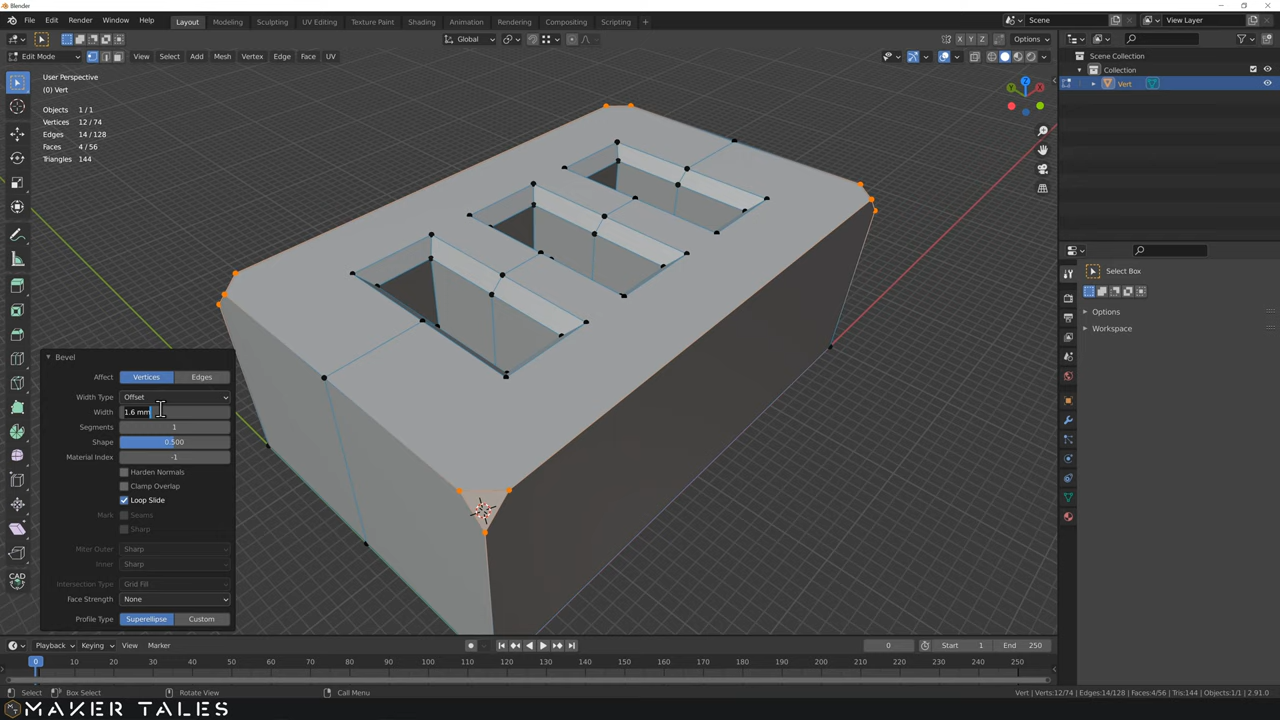 Blender
File Edit Render Window Help Layout Modeling Sculpting UV Editing Texture Paint Shading Animation Rendering Compositing Scripting + Scene View Layer
Global X Y Z Options
Edit Mode View Select Add Mesh Vertex Edge Face UV
User Perspective
(0) Vert
Objects 1/1
Vertices 12/74
Edges 14/128
Faces 4/56
Triangles 144
Z
Y
X
Scene Collection
Collection
Vert
Select Box
Options
Workspace
Bevel
Affect Vertices Edges
Width Type Offset
Width 1.6 mm
Segments 1
Shape 0.500
Material Index -1
Harden Normals
Clamp Overlap
Loop Slide
Mark Seams
Sharp
Miter Outer Sharp
Inner Sharp
Intersection Type Grid Fill
Face Strength None
Profile Type Superellipse Custom
CAD
Playback Keying View Marker 0 Start 1 End 250
0 10 20 30 40 50 60 70 80 90 100 110 120 130 140 150 160 170 180 190 200 210 220 230 240 250
Select Box Select Rotate View Call Menu Vert | Verts:12/74 | Edges:14/128 | Faces:4/56 | Tris:144 | Objects:1/1 | 2.91.0
MAKER TALES